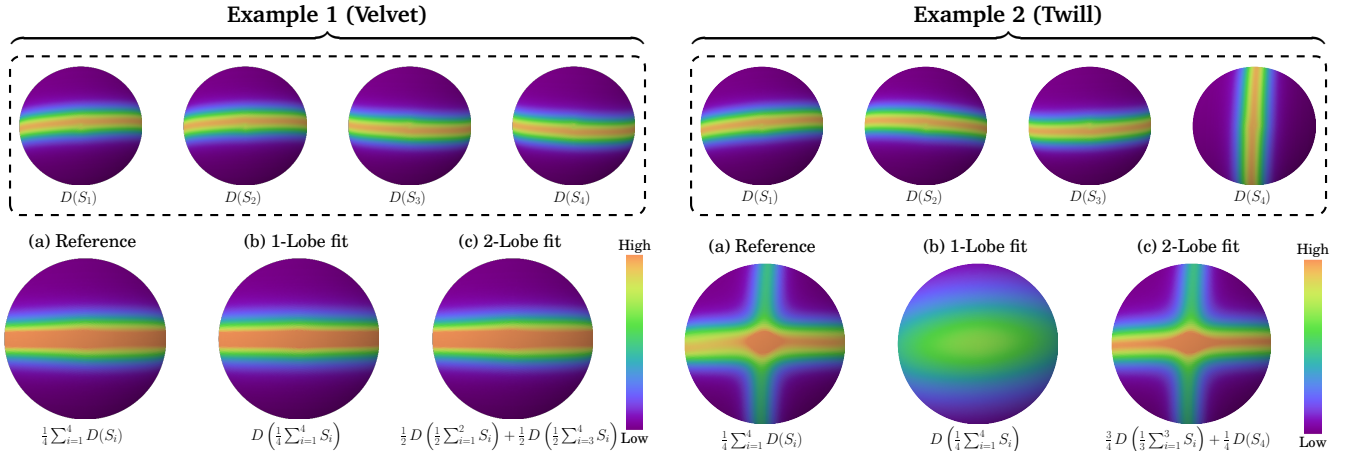 Example 1 (Velvet)
D(S₁) D(S₂) D(S₃) D(S₄)
(a) Reference (b) 1-Lobe fit (c) 2-Lobe fit High
Low
¼ ∑⁴ᵢ₌₁ D(Sᵢ) D(¼ ∑⁴ᵢ₌₁ Sᵢ) ½ D(½ ∑²ᵢ₌₁ Sᵢ) + ½ D(½ ∑⁴ᵢ₌₃ Sᵢ)
Example 2 (Twill)
D(S₁) D(S₂) D(S₃) D(S₄)
(a) Reference (b) 1-Lobe fit (c) 2-Lobe fit High
Low
¼ ∑⁴ᵢ₌₁ D(Sᵢ) D(¼ ∑⁴ᵢ₌₁ Sᵢ) ¾ D(⅓ ∑³ᵢ₌₁ Sᵢ) + ¼ D(S₄)